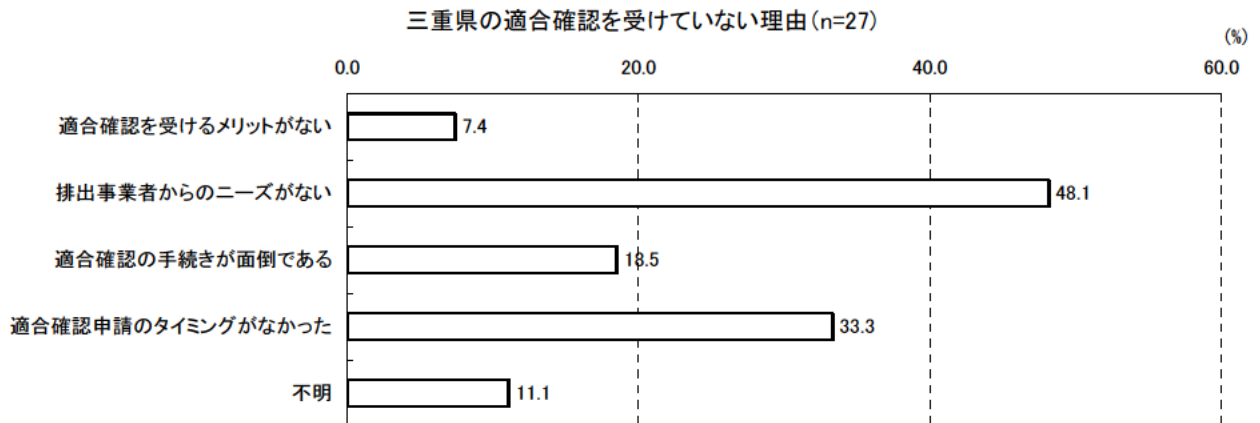 三重県の適合確認を受けていない理由(n=27)
(%)
0.0 20.0 40.0 60.0
適合確認を受けるメリットがない 7.4
排出事業者からのニーズがない 48.1
適合確認の手続きが面倒である 18.5
適合確認申請のタイミングがなかった 33.3
不明 11.1